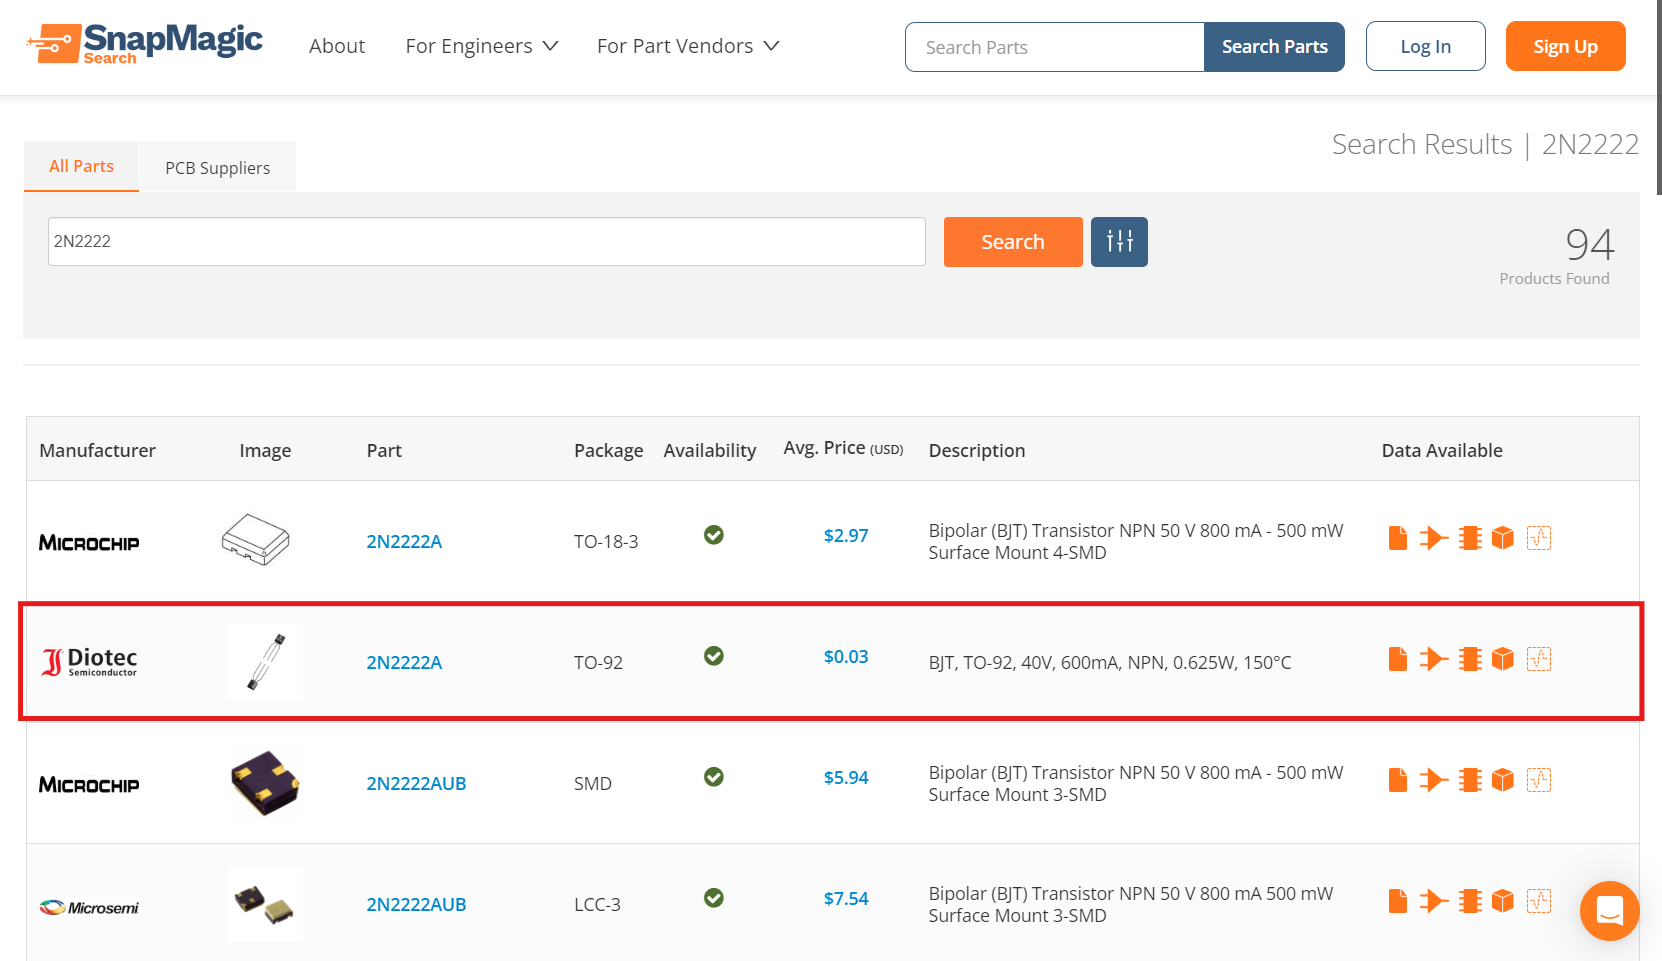 SnapMagic
Search
About
For Engineers
For Part Vendors
Search Parts
Search Parts
Log In
Sign Up
Search Results | 2N2222
All Parts
PCB Suppliers
2N2222
Search
94
Products Found
Manufacturer Image Part Package Availability Avg. Price (USD) Description Data Available
MICROCHIP 2N2222A TO-18-3 $2.97 Bipolar (BJT) Transistor NPN 50 V 800 mA - 500 mW
Surface Mount 4-SMD
Diotec
Semiconductor
2N2222A TO-92 $0.03 BJT, TO-92, 40V, 600mA, NPN, 0.625W, 150°C
MICROCHIP 2N2222AUB SMD $5.94 Bipolar (BJT) Transistor NPN 50 V 800 mA - 500 mW
Surface Mount 3-SMD
Microsemi 2N2222AUB LCC-3 $7.54 Bipolar (BJT) Transistor NPN 50 V 800 mA 500 mW
Surface Mount 3-SMD